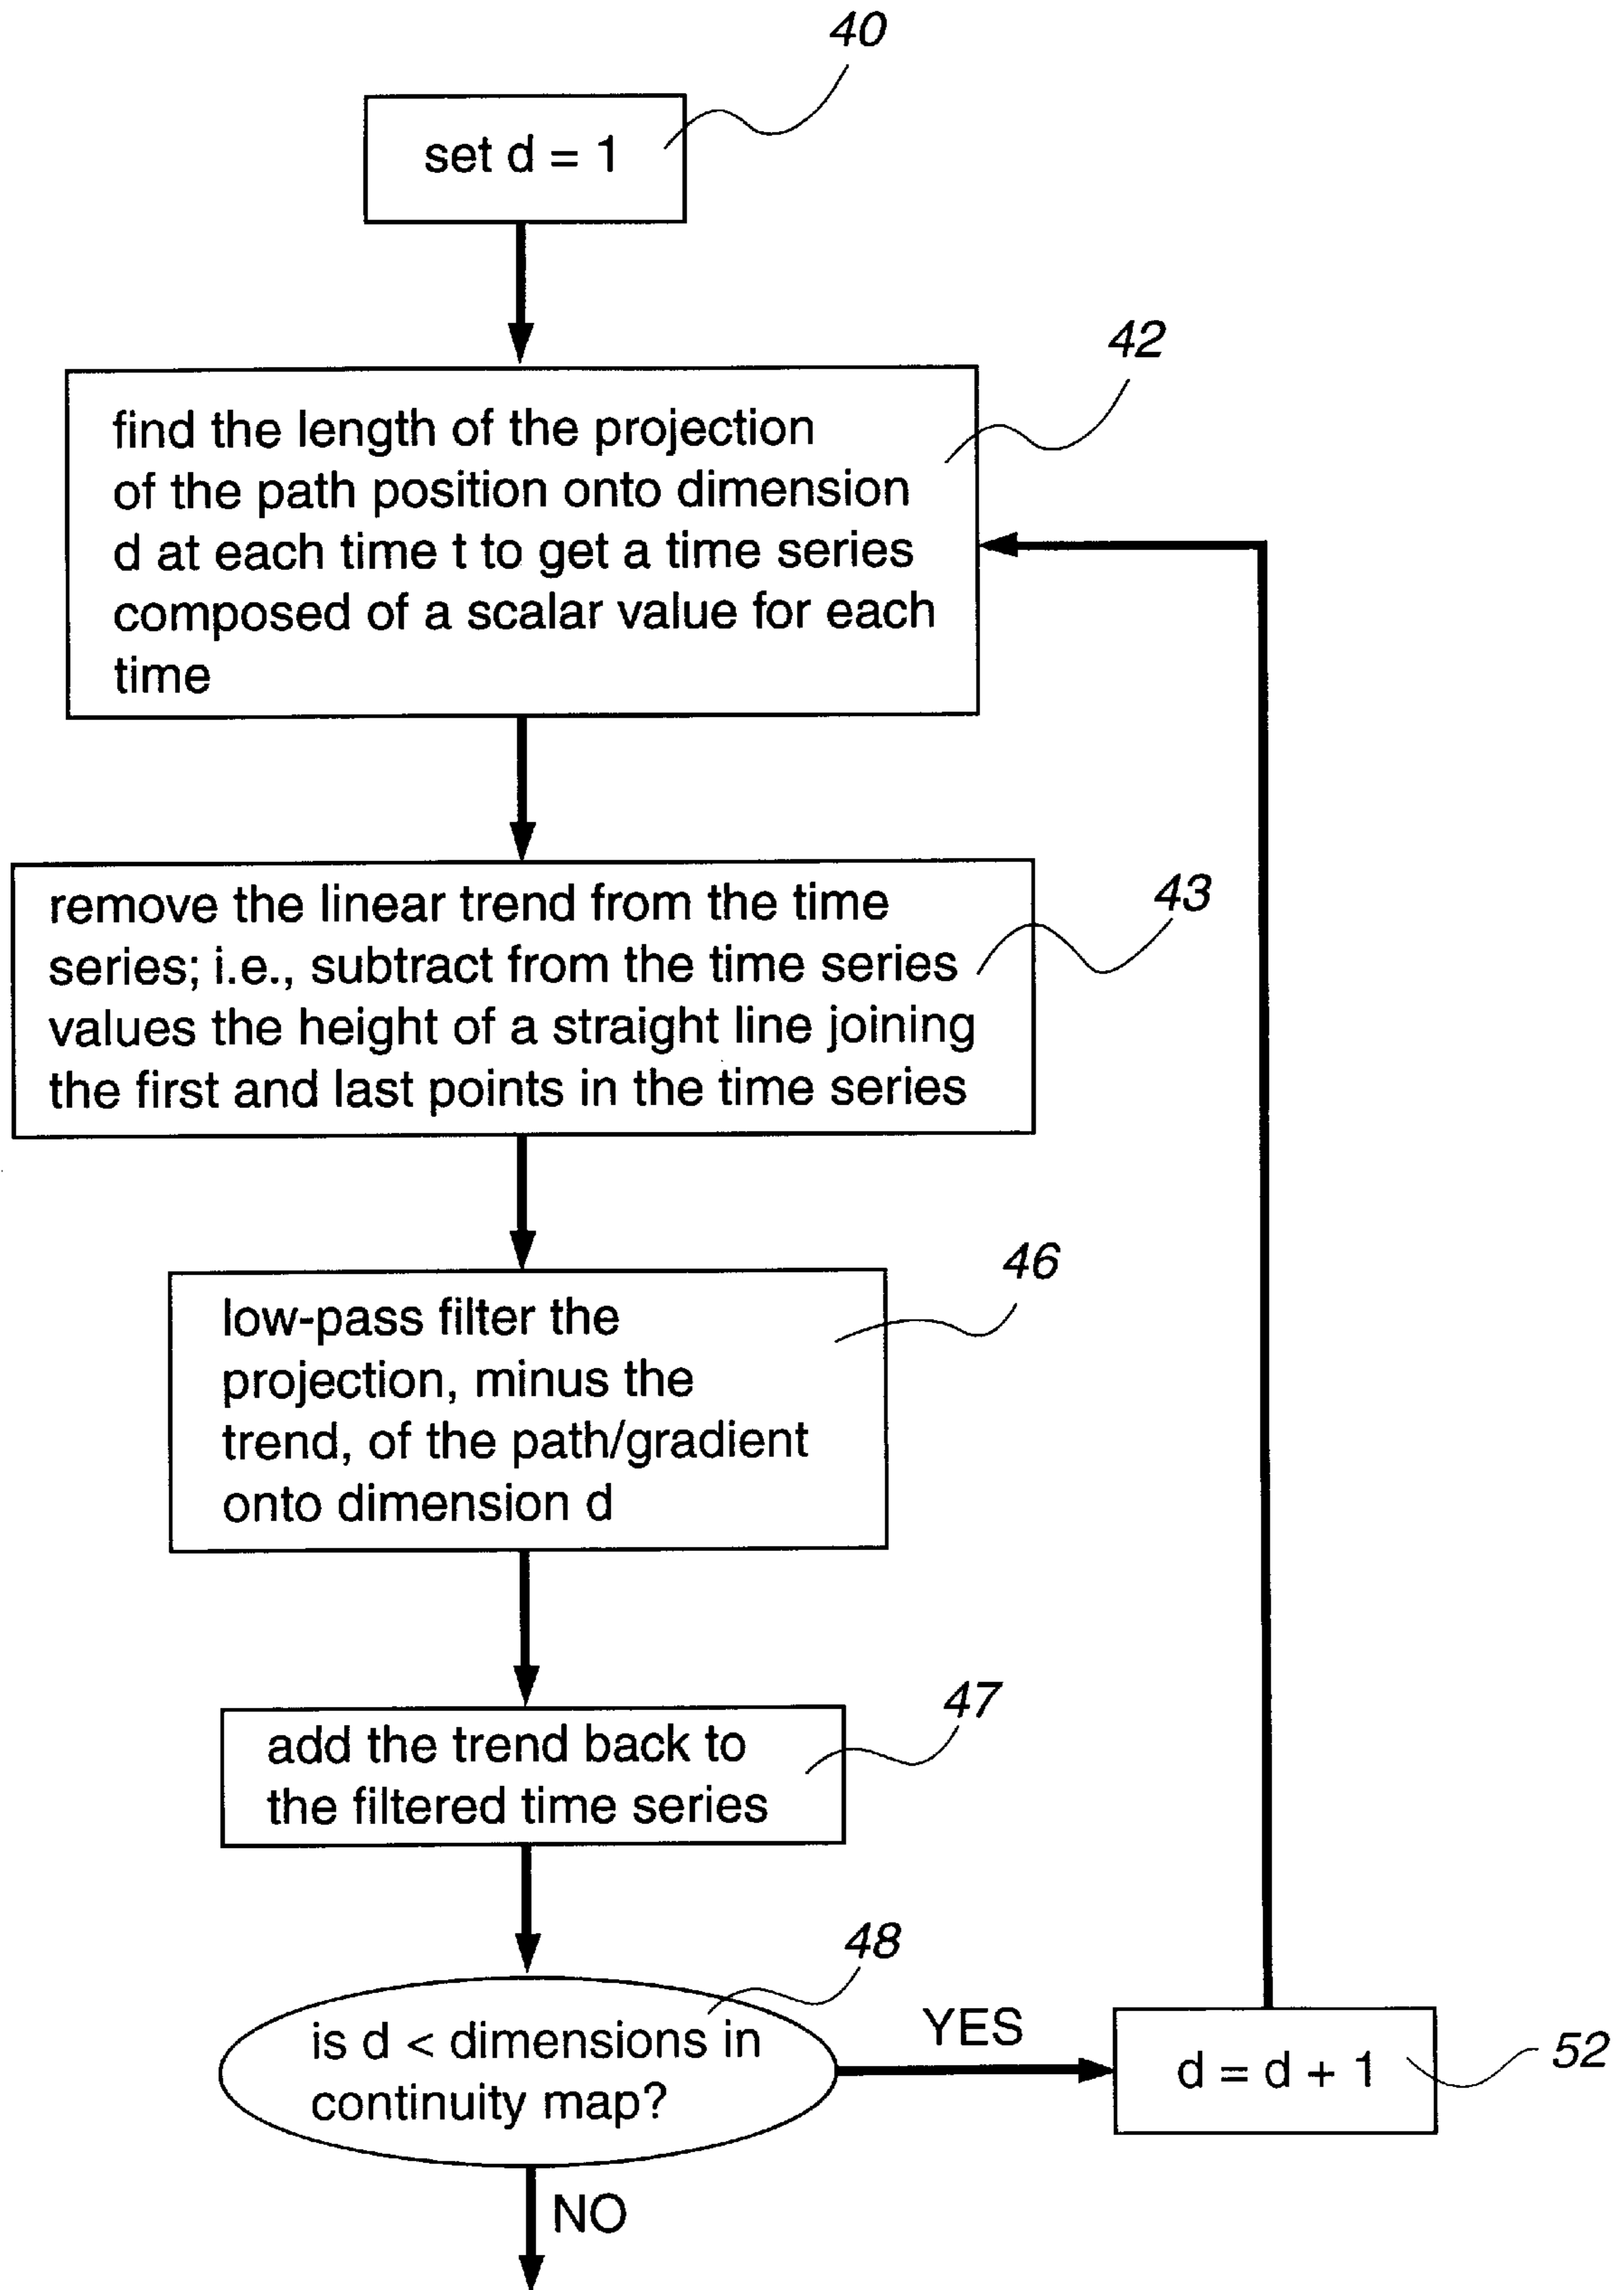 40
set d = 1
42
find the length of the projection
of the path position onto dimension
d at each time t to get a time series
composed of a scalar value for each
time
43
remove the linear trend from the time
series; i.e., subtract from the time series
values the height of a straight line joining
the first and last points in the time series
46
low-pass filter the
projection, minus the
trend, of the path/gradient
onto dimension d
47
add the trend back to
the filtered time series
48
is d < dimensions in
continuity map?
YES
d = d + 1
52
NO